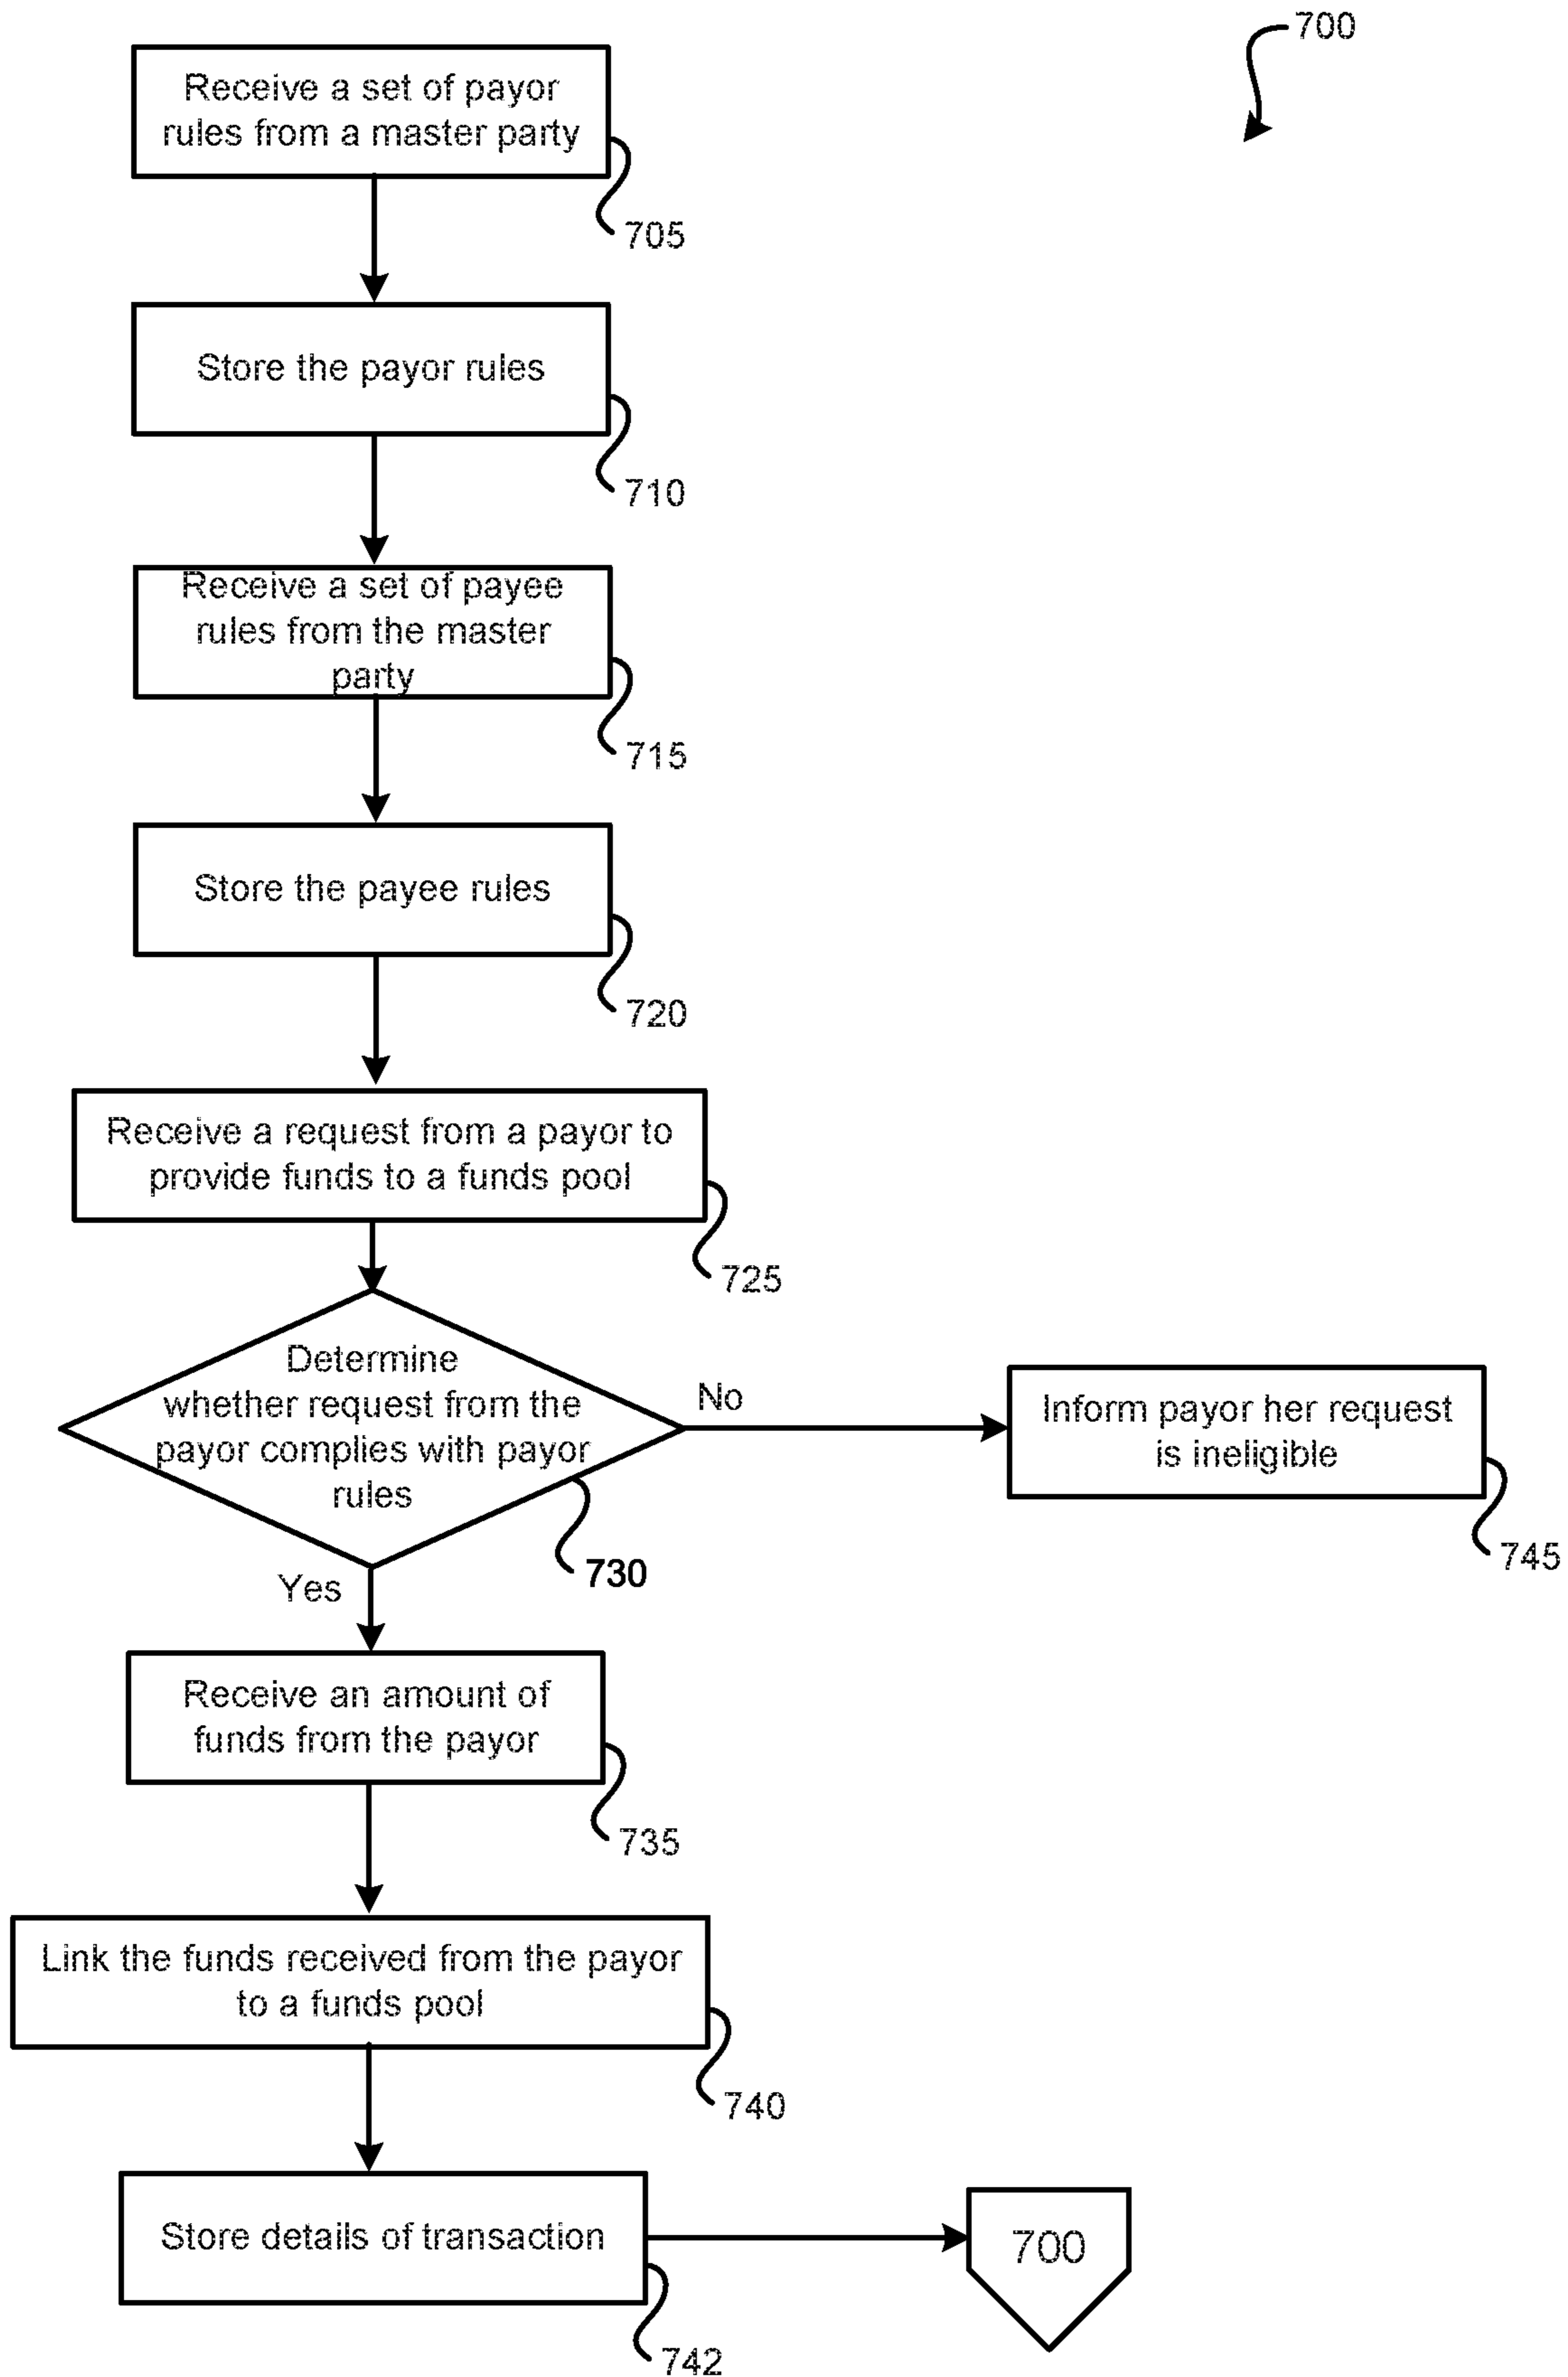 700
Receive a set of payor
rules from a master party
705
Store the payor rules
710
Receive a set of payee
rules from the master
party
715
Store the payee rules
720
Receive a request from a payor to
provide funds to a funds pool
725
Determine
whether request from the
payor complies with payor
rules
730
No
Inform payor her request
is ineligible
745
Yes
Receive an amount of
funds from the payor
735
Link the funds received from the payor
to a funds pool
740
Store details of transaction
742
700